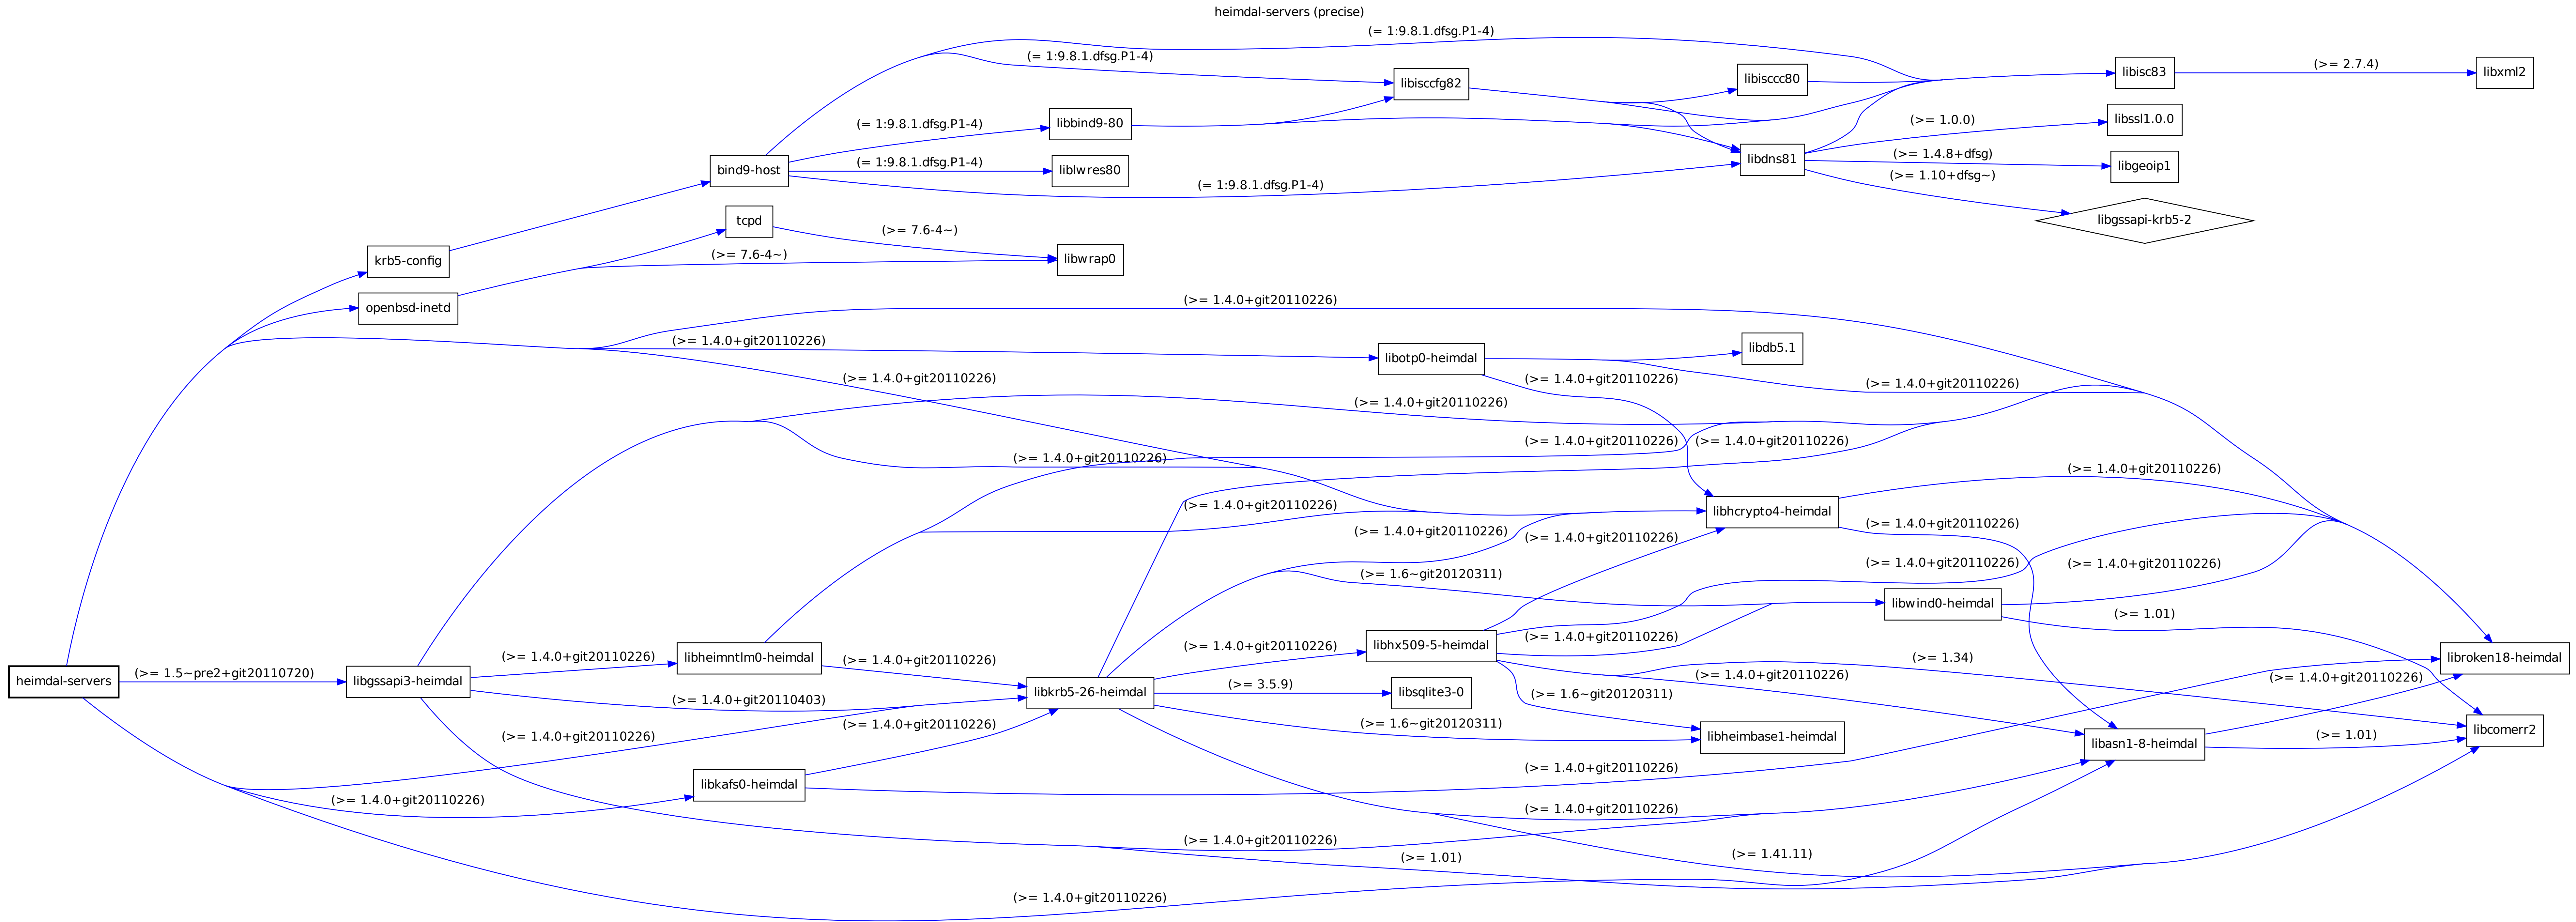 heimdal-servers (precise)
(= 1:9.8.1.dfsg.P1-4)
(= 1:9.8.1.dfsg.P1-4)
libisccfg82
libisccc80
libisc83
(>= 2.7.4)
libxml2
(= 1:9.8.1.dfsg.P1-4)
libbind9-80
(>= 1.0.0)
libssl1.0.0
bind9-host
(= 1:9.8.1.dfsg.P1-4)
liblwres80
libdns81
(>= 1.4.8+dfsg)
libgeoip1
(= 1:9.8.1.dfsg.P1-4)
(>= 1.10+dfsg~)
libgssapi-krb5-2
tcpd
(>= 7.6-4~)
krb5-config
(>= 7.6-4~)
libwrap0
openbsd-inetd
(>= 1.4.0+git20110226)
(>= 1.4.0+git20110226)
libotp0-heimdal
libdb5.1
(>= 1.4.0+git20110226)
(>= 1.4.0+git20110226)
(>= 1.4.0+git20110226)
(>= 1.4.0+git20110226)
(>= 1.4.0+git20110226)
(>= 1.4.0+git20110226)
(>= 1.4.0+git20110226)
(>= 1.4.0+git20110226)
(>= 1.4.0+git20110226)
libhcrypto4-heimdal
(>= 1.4.0+git20110226)
(>= 1.4.0+git20110226)
(>= 1.4.0+git20110226)
(>= 1.4.0+git20110226)
(>= 1.4.0+git20110226)
(>= 1.6~git20120311)
libwind0-heimdal
(>= 1.01)
(>= 1.4.0+git20110226)
(>= 1.4.0+git20110226)
libhx509-5-heimdal
(>= 1.4.0+git20110226)
libheimntlm0-heimdal
(>= 1.4.0+git20110226)
(>= 1.34)
libroken18-heimdal
heimdal-servers
(>= 1.5~pre2+git20110720)
libgssapi3-heimdal
libkrb5-26-heimdal
(>= 3.5.9)
libsqlite3-0
(>= 1.4.0+git20110226)
(>= 1.4.0+git20110226)
(>= 1.4.0+git20110403)
(>= 1.6~git20120311)
(>= 1.4.0+git20110226)
(>= 1.6~git20120311)
libheimbase1-heimdal
(>= 1.4.0+git20110226)
libasn1-8-heimdal
(>= 1.01)
libcomerr2
(>= 1.4.0+git20110226)
libkafs0-heimdal
(>= 1.4.0+git20110226)
(>= 1.4.0+git20110226)
(>= 1.4.0+git20110226)
(>= 1.41.11)
(>= 1.01)
(>= 1.4.0+git20110226)